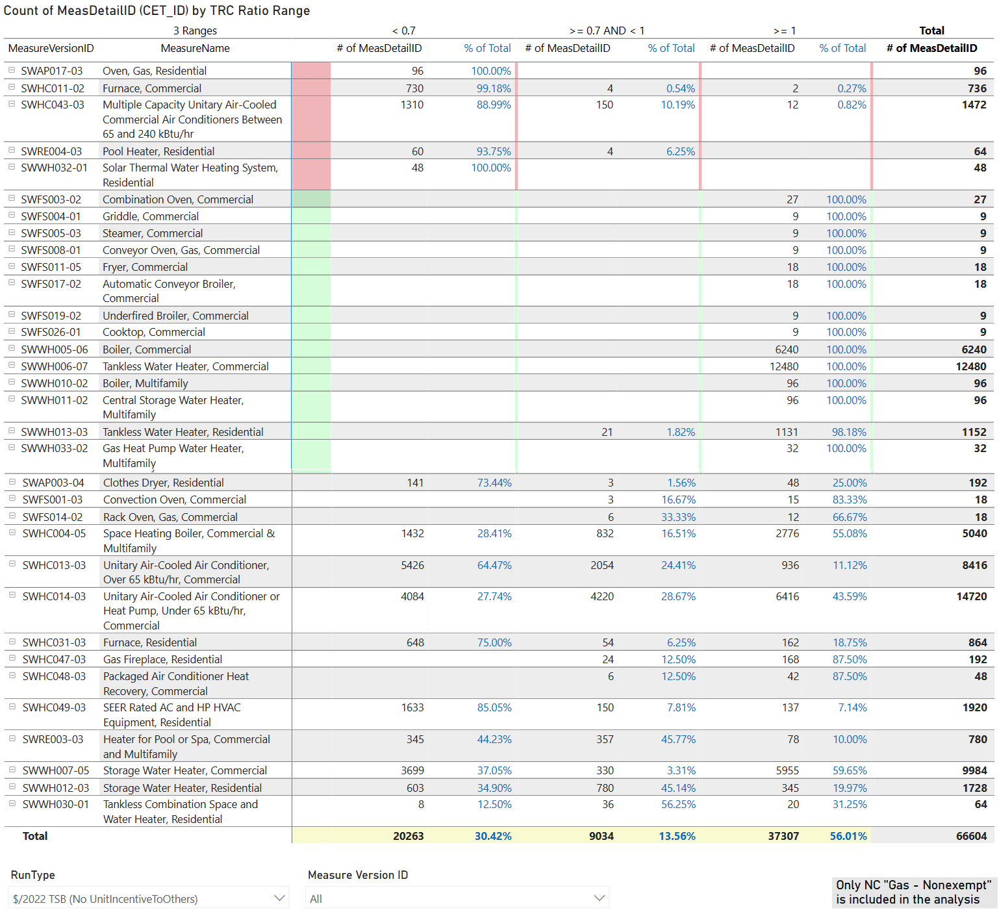 Count of MeasDetailID (CET_ID) by TRC Ratio Range
3 Ranges < 0.7 >= 0.7 AND < 1 >= 1 Total
MeasureVersionID MeasureName # of MeasDetailID % of Total # of MeasDetailID % of Total # of MeasDetailID % of Total # of MeasDetailID
SWAP017-03 Oven, Gas, Residential 96 100.00% 96
SWHC011-02 Furnace, Commercial 730 99.18% 4 0.54% 2 0.27% 736
SWHC043-03 Multiple Capacity Unitary Air-Cooled 1310 88.99% 150 10.19% 12 0.82% 1472
Commercial Air Conditioners Between
65 and 240 kBtu/hr
SWRE004-03 Pool Heater, Residential 60 93.75% 4 6.25% 64
SWWH032-01 Solar Thermal Water Heating System, 48 100.00% 48
Residential
SWFS003-02 Combination Oven, Commercial 27 100.00% 27
SWFS004-01 Griddle, Commercial 9 100.00% 9
SWFS005-03 Steamer, Commercial 9 100.00% 9
SWFS008-01 Conveyor Oven, Gas, Commercial 9 100.00% 9
SWFS011-05 Fryer, Commercial 18 100.00% 18
SWFS017-02 Automatic Conveyor Broiler, 18 100.00% 18
Commercial
SWFS019-02 Underfired Broiler, Commercial 9 100.00% 9
SWFS026-01 Cooktop, Commercial 9 100.00% 9
SWWH005-06 Boiler, Commercial 6240 100.00% 6240
SWWH006-07 Tankless Water Heater, Commercial 12480 100.00% 12480
SWWH010-02 Boiler, Multifamily 96 100.00% 96
SWWH011-02 Central Storage Water Heater, 96 100.00% 96
Multifamily
SWWH013-03 Tankless Water Heater, Residential 21 1.82% 1131 98.18% 1152
SWWH033-02 Gas Heat Pump Water Heater, 32 100.00% 32
Multifamily
SWAP003-04 Clothes Dryer, Residential 141 73.44% 3 1.56% 48 25.00% 192
SWFS001-03 Convection Oven, Commercial 3 16.67% 15 83.33% 18
SWFS014-02 Rack Oven, Gas, Commercial 6 33.33% 12 66.67% 18
SWHC004-05 Space Heating Boiler, Commercial & 1432 28.41% 832 16.51% 2776 55.08% 5040
Multifamily
SWHC013-03 Unitary Air-Cooled Air Conditioner, 5426 64.47% 2054 24.41% 936 11.12% 8416
Over 65 kBtu/hr, Commercial
SWHC014-03 Unitary Air-Cooled Air Conditioner or 4084 27.74% 4220 28.67% 6416 43.59% 14720
Heat Pump, Under 65 kBtu/hr,
Commercial
SWHC031-03 Furnace, Residential 648 75.00% 54 6.25% 162 18.75% 864
SWHC047-03 Gas Fireplace, Residential 24 12.50% 168 87.50% 192
SWHC048-03 Packaged Air Conditioner Heat 6 12.50% 42 87.50% 48
Recovery, Commercial
SWHC049-03 SEER Rated AC and HP HVAC 1633 85.05% 150 7.81% 137 7.14% 1920
Equipment, Residential
SWRE003-03 Heater for Pool or Spa, Commercial 345 44.23% 357 45.77% 78 10.00% 780
and Multifamily
SWWH007-05 Storage Water Heater, Commercial 3699 37.05% 330 3.31% 5955 59.65% 9984
SWWH012-03 Storage Water Heater, Residential 603 34.90% 780 45.14% 345 19.97% 1728
SWWH030-01 Tankless Combination Space and 8 12.50% 36 56.25% 20 31.25% 64
Water Heater, Residential
Total 20263 30.42% 9034 13.56% 37307 56.01% 66604
RunType Measure Version ID
$/2022 TSB (No UnitIncentiveToOthers) All
Only NC "Gas - Nonexempt"
is included in the analysis